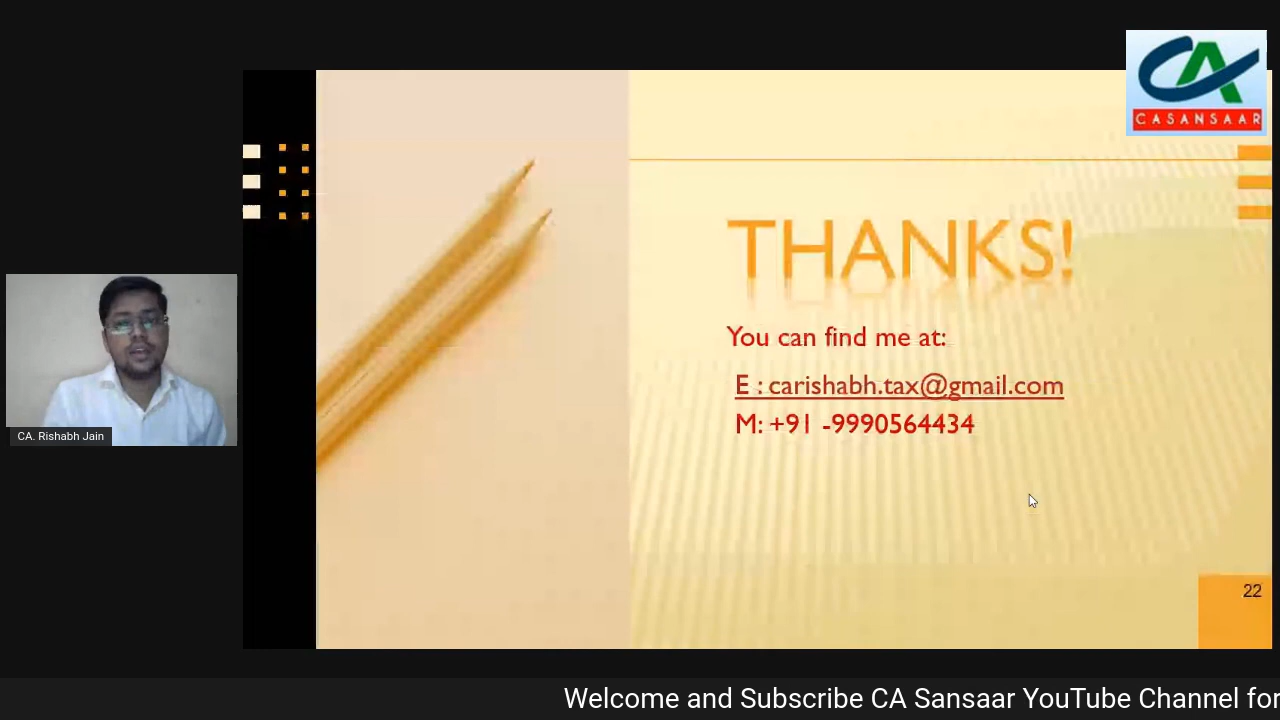 CA
CASANSAAR
THANKS!
You can find me at:
E : carishabh.tax@gmail.com
M: +91 -9990564434
CA. Rishabh Jain
22
Welcome and Subscribe CA Sansaar YouTube Channel for